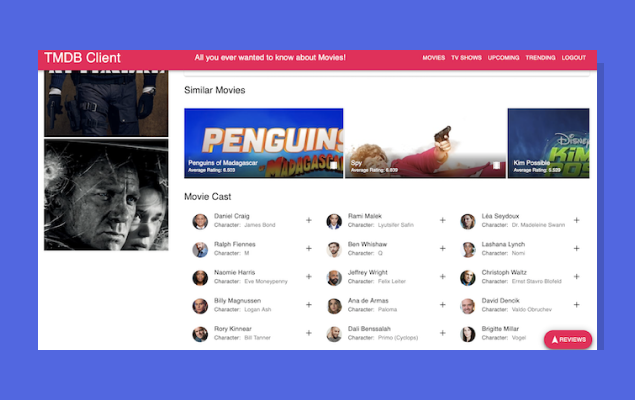 TMDB Client
All you ever wanted to know about Movies!
MOVIES TV SHOWS UPCOMING TRENDING LOGOUT
Similar Movies
PENGUINS
MADAGASCAR
Penguins of Madagascar
Average Rating:
Spy
Average Rating:
Disney
KiM
Kim Possible
Average Rating:
Movie Cast
Daniel Craig
Character: James Bond
Rami Malek
Character: Lyutsifer Safin
Léa Seydoux
Character: Dr. Madeleine Swann
Ralph Fiennes
Character: M
Ben Whishaw
Character: Q
Lashana Lynch
Character: Nomi
Naomie Harris
Character: Eve Moneypenny
Jeffrey Wright
Character: Felix Leiter
Christoph Waltz
Character: Ernst Stavro Blofeld
Billy Magnussen
Character: Logan Ash
Ana de Armas
Character: Paloma
David Dencik
Character: Valdo Obruchev
Rory Kinnear
Character: Bill Tanner
Dali Benssalah
Character: Primo (Cyclops)
Brigitte Millar
Character: Vogel
REVIEWS